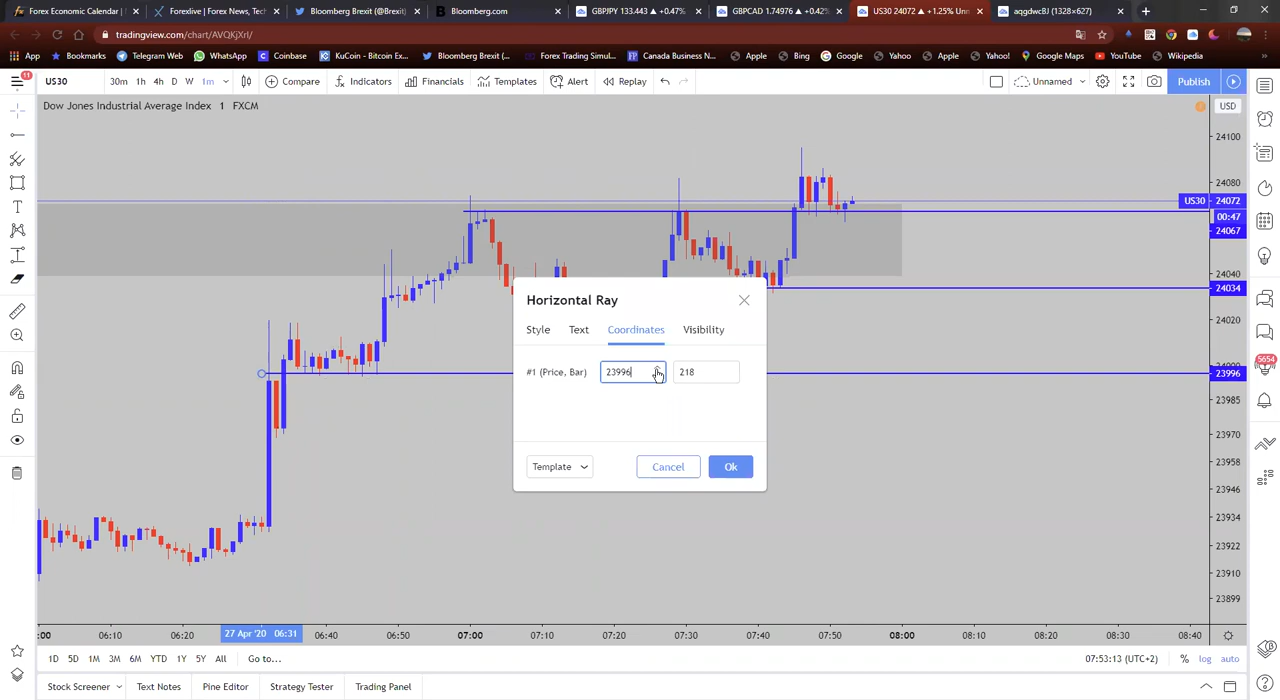 Forex Economic Calendar |
Forexlive | Forex News, Tec
Bloomberg Brexit (@Brexit)
Bloomberg.com
GBPJPY 133.443 ▲ +0.47%
GBPCAD 1.74976 ▲ +0.42%
US30 24072 ▲ +1.25% Unn
aqgdwcBJ (1328×627)
tradingview.com/chart/AVQKjXrI/
App
Bookmarks
Telegram Web
WhatsApp
Coinbase
KuCoin - Bitcoin Ex...
Bloomberg Brexit (...
Forex Trading Simul...
Canada Business N...
Apple
Bing
Google
Apple
Yahoo!
Google Maps
YouTube
Wikipedia
»
11
US30
30m 1h 4h D W 1m
Compare
Indicators
Financials
Templates
Alert
Replay
Unnamed
Publish
Dow Jones Industrial Average Index 1 FXCM
USD
24100
24080
US30 24072
00:47
24067
24040
24034
24020
24000
23996
23985
23970
23958
23946
23934
23922
23910
23899
5654
Horizontal Ray
Style Text Coordinates Visibility
#1 (Price, Bar) 23996 218
Template Cancel Ok
:00 06:10 06:20 27 Apr '20 06:31 06:40 06:50 07:00 07:10 07:20 07:30 07:40 07:50 08:00 08:10 08:20 08:30 08:40
1D 5D 1M 3M 6M YTD 1Y 5Y All Go to...
07:53:13 (UTC+2) % log auto
Stock Screener Text Notes Pine Editor Strategy Tester Trading Panel